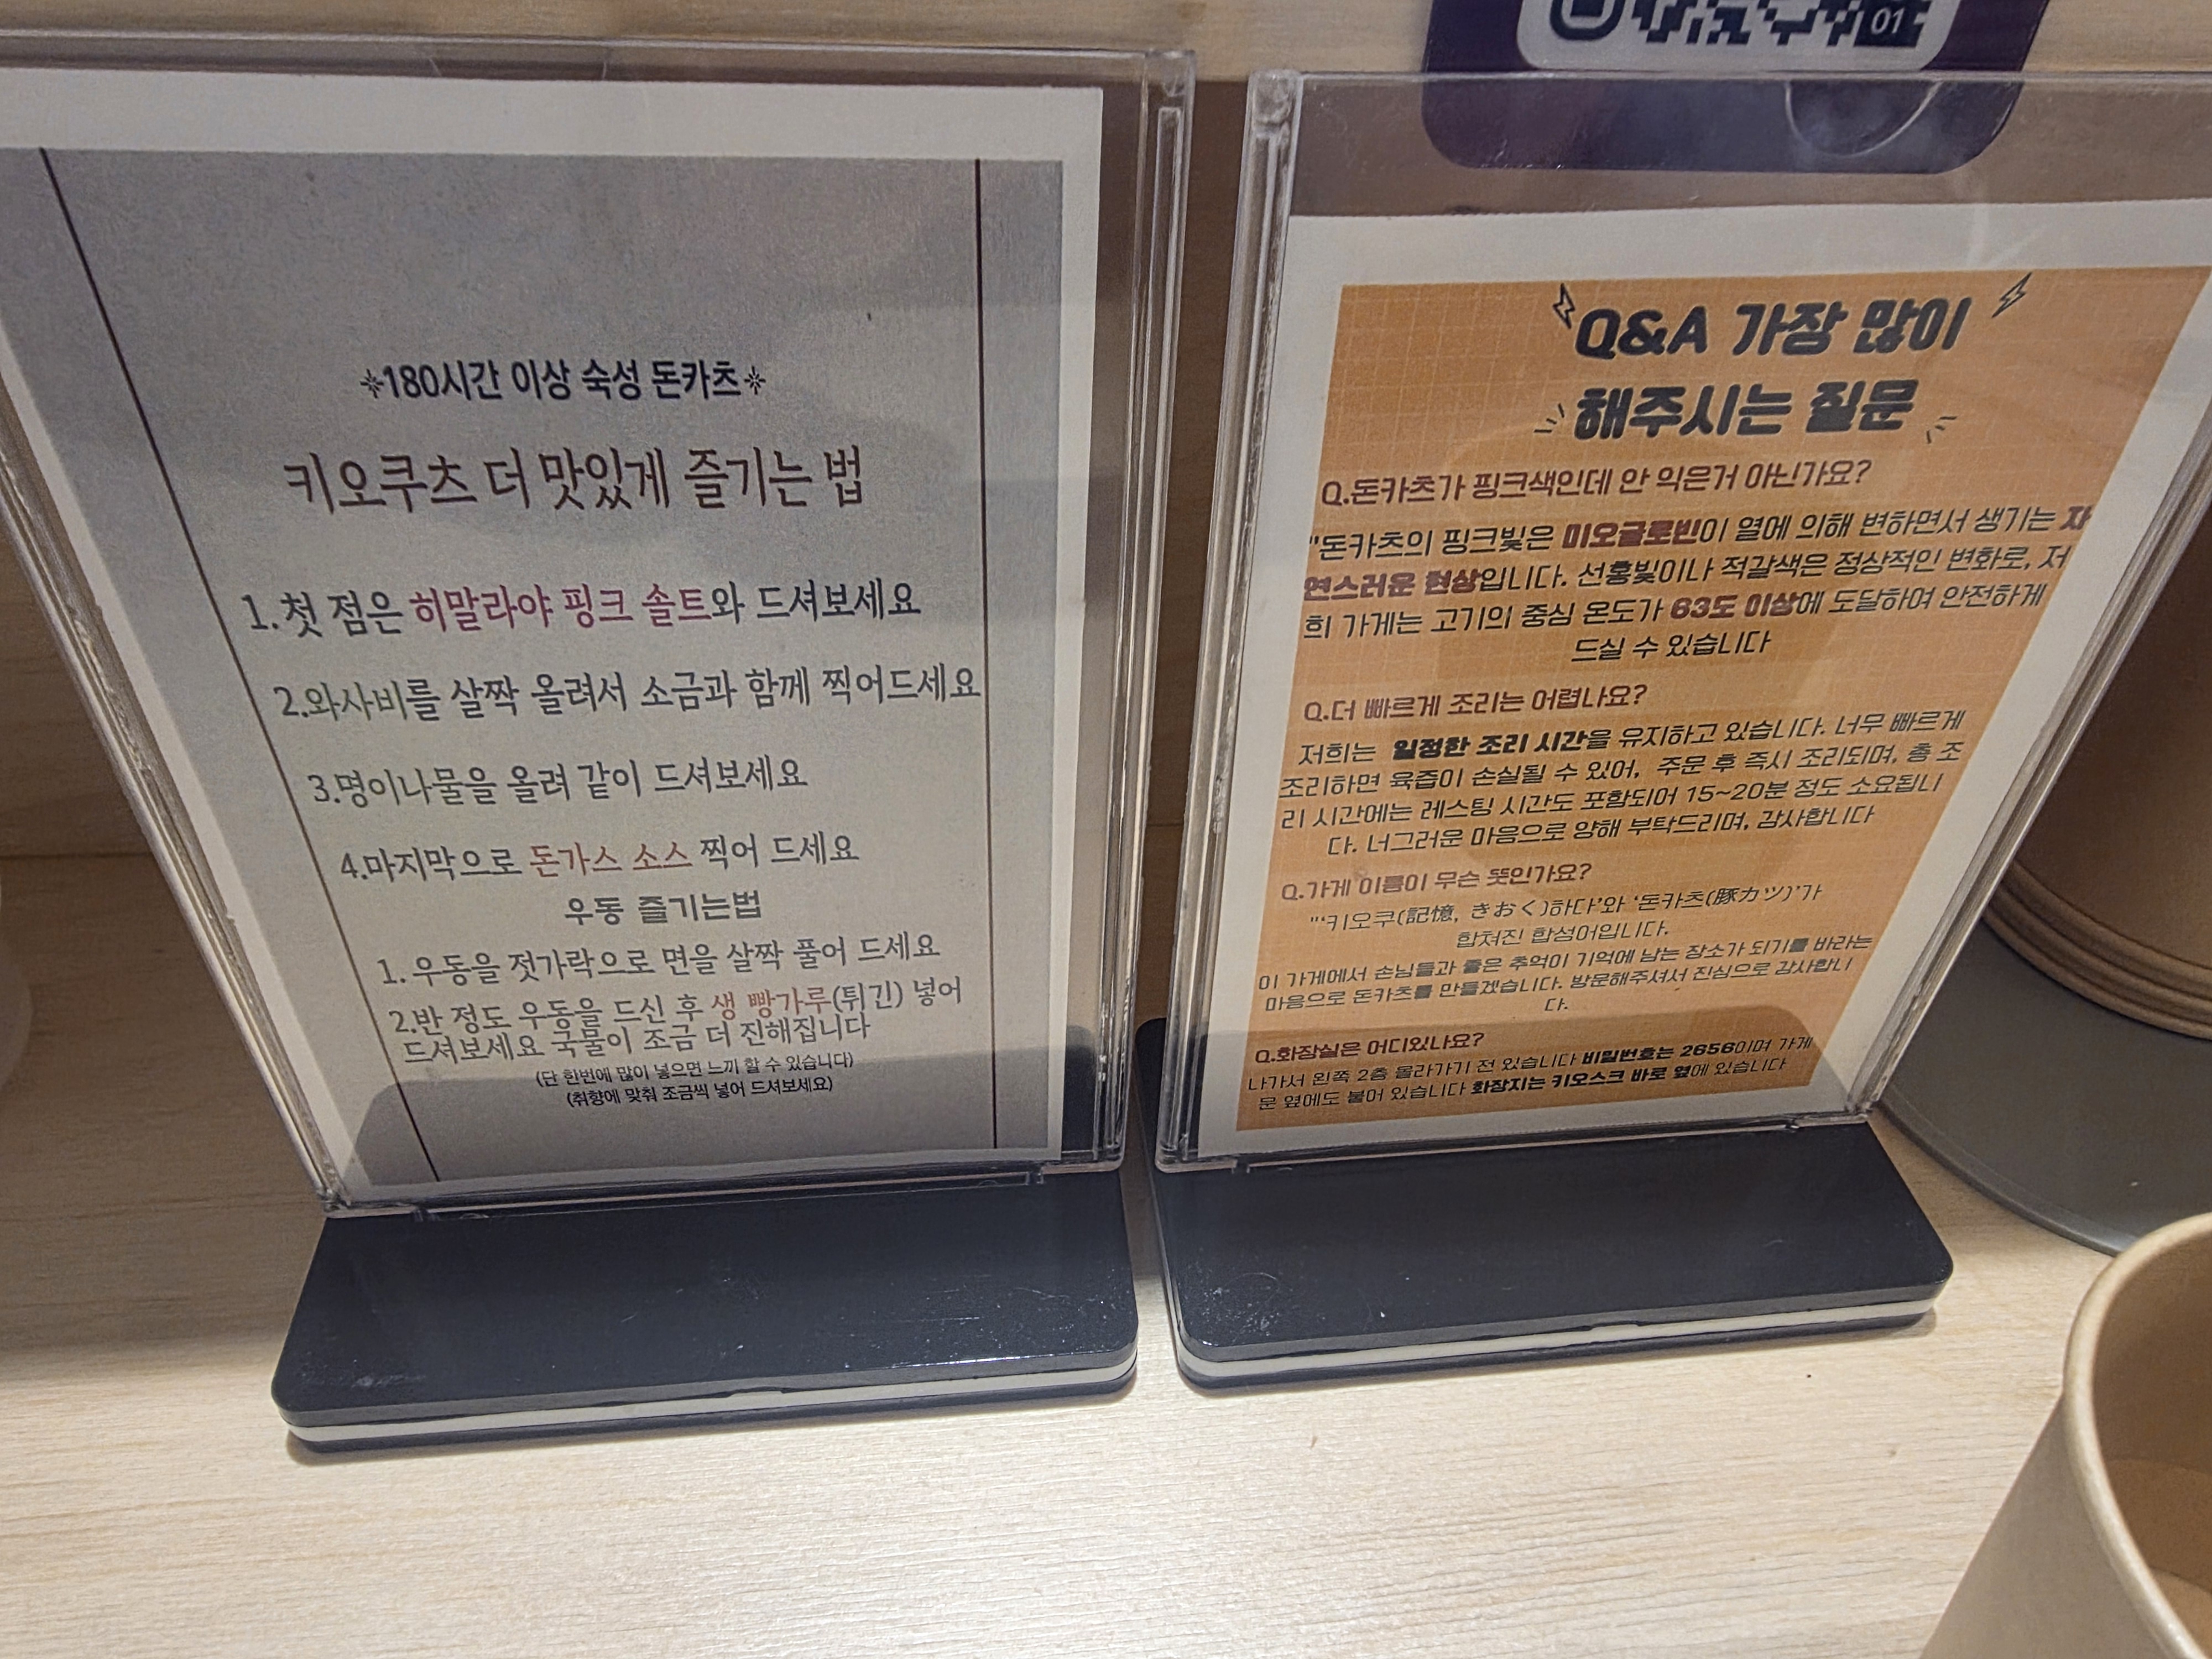 01
180시간 이상 숙성 돈카츠
키오쿠츠 더 맛있게 즐기는 법
1.첫 점은 히말라야 핑크 솔트와 드셔보세요
2.와사비를 살짝 올려서 소금과 함께 찍어드세요
3.명이나물을 올려 같이 드셔보세요
4.마지막으로 돈가스 소스 찍어 드세요
우동 즐기는법
1. 우동을 젓가락으로 면을 살짝 풀어 드세요
2.반 정도 우동을 드신 후 생 빵가루(튀긴) 넣어
드셔보세요 국물이 조금 더 진해집니다
(단 한번에 많이 넣으면 느끼 할 수 있습니다)
(취향에 맞춰 조금씩 넣어 드셔보세요)
Q&A 가장 많이
해주시는 질문
Q.돈카츠가 핑크색인데 안 익은거 아닌가요?
"돈카츠의 핑크빛은 미오글로빈이 열에 의해 변하면서 생기는 자
연스러운 현상입니다. 선홍빛이나 적갈색은 정상적인 변화로, 저
희 가게는 고기의 중심 온도가 63도 이상에 도달하여 안전하게
드실 수 있습니다
Q.더 빠르게 조리는 어렵나요?
저희는 일정한 조리 시간을 유지하고 있습니다. 너무 빠르게
조리하면 육즙이 손실될 수 있어, 주문 후 즉시 조리되며, 총 조
리 시간에는 레스팅 시간도 포함되어 15~20분 정도 소요됩니
다. 너그러운 마음으로 양해 부탁드리며, 감사합니다
Q.가게 이름이 무슨 뜻인가요?
"'키오쿠(記憶, きおく)하다'와 '돈카츠(豚カツ)'가
합쳐진 합성어입니다.
이 가게에서 손님들과 좋은 추억이 기억에 남는 장소가 되기를 바라는
마음으로 돈카츠를 만들겠습니다. 방문해주셔서 진심으로 감사합니
다.
Q.화장실은 어디있나요?
나가서 왼쪽 2층 올라가기 전 있습니다 비밀번호는 2656이며 가게
문 옆에도 붙어 있습니다 화장지는 키오스크 바로 옆에 있습니다